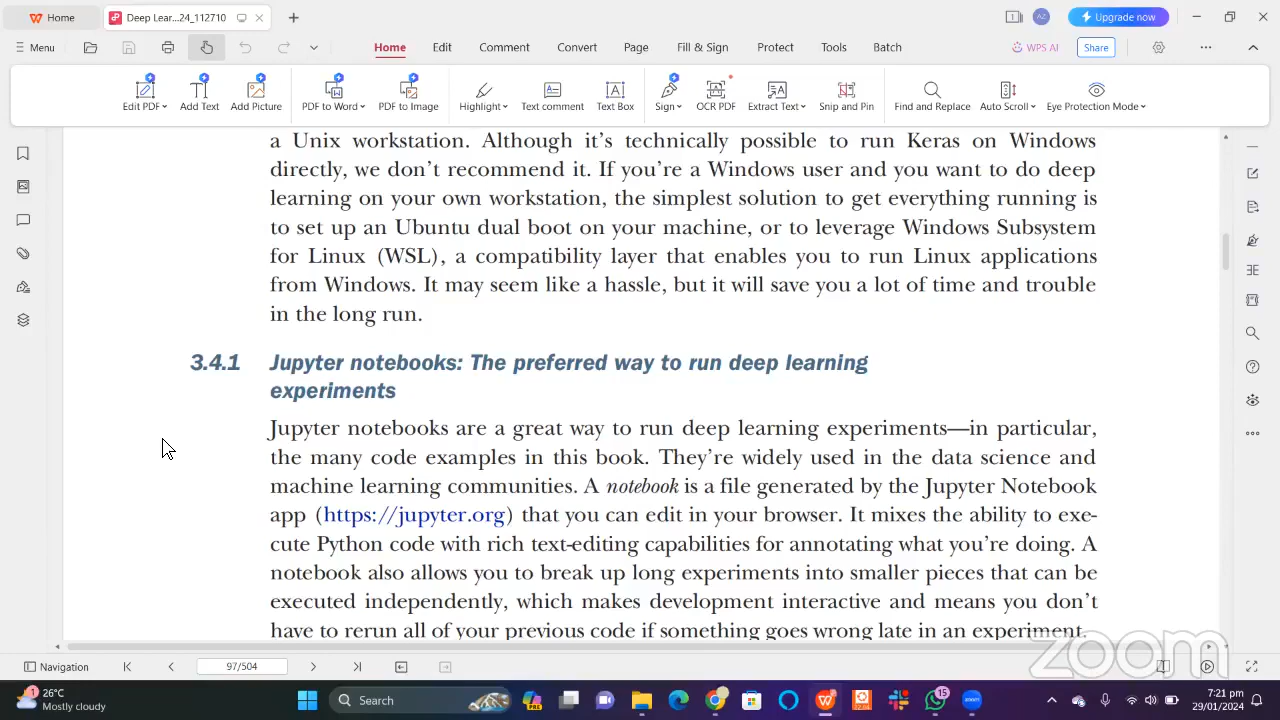 Home
Deep Lear...24_112710
1
AZ
Upgrade now
Menu
Home
Edit
Comment
Convert
Page
Fill & Sign
Protect
Tools
Batch
WPS AI
Share
Edit PDF
Add Text
Add Picture
PDF to Word
PDF to Image
Highlight
Text comment
Text Box
Sign
OCR PDF
Extract Text
Snip and Pin
Find and Replace
Auto Scroll
Eye Protection Mode
a Unix workstation. Although it's technically possible to run Keras on Windows
directly, we don't recommend it. If you're a Windows user and you want to do deep
learning on your own workstation, the simplest solution to get everything running is
to set up an Ubuntu dual boot on your machine, or to leverage Windows Subsystem
for Linux (WSL), a compatibility layer that enables you to run Linux applications
from Windows. It may seem like a hassle, but it will save you a lot of time and trouble
in the long run.
3.4.1 Jupyter notebooks: The preferred way to run deep learning
experiments
Jupyter notebooks are a great way to run deep learning experiments—in particular,
the many code examples in this book. They're widely used in the data science and
machine learning communities. A notebook is a file generated by the Jupyter Notebook
app (https://jupyter.org) that you can edit in your browser. It mixes the ability to exe-
cute Python code with rich text-editing capabilities for annotating what you're doing. A
notebook also allows you to break up long experiments into smaller pieces that can be
executed independently, which makes development interactive and means you don't
have to rerun all of your previous code if something goes wrong late in an experiment.
zoom
Navigation
97/504
1
26°C
Mostly cloudy
Search
PRE
15
7:21 pm
29/01/2024